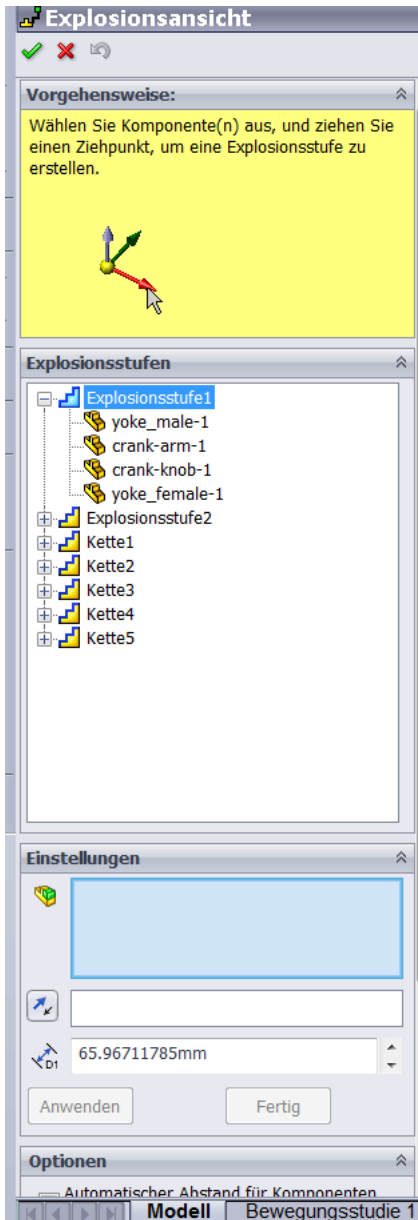 Explosionsansicht
Vorgehensweise:
Wählen Sie Komponente(n) aus, und ziehen Sie
einen Ziehpunkt, um eine Explosionsstufe zu
erstellen.
Explosionsstufen
Explosionsstufe1
yoke_male-1
crank-arm-1
crank-knob-1
yoke_female-1
Explosionsstufe2
Kette1
Kette2
Kette3
Kette4
Kette5
Einstellungen
D1 65.96711785mm
Anwenden Fertig
Optionen
Automatischer Abstand für Komponenten
Modell Bewegungsstudie 1